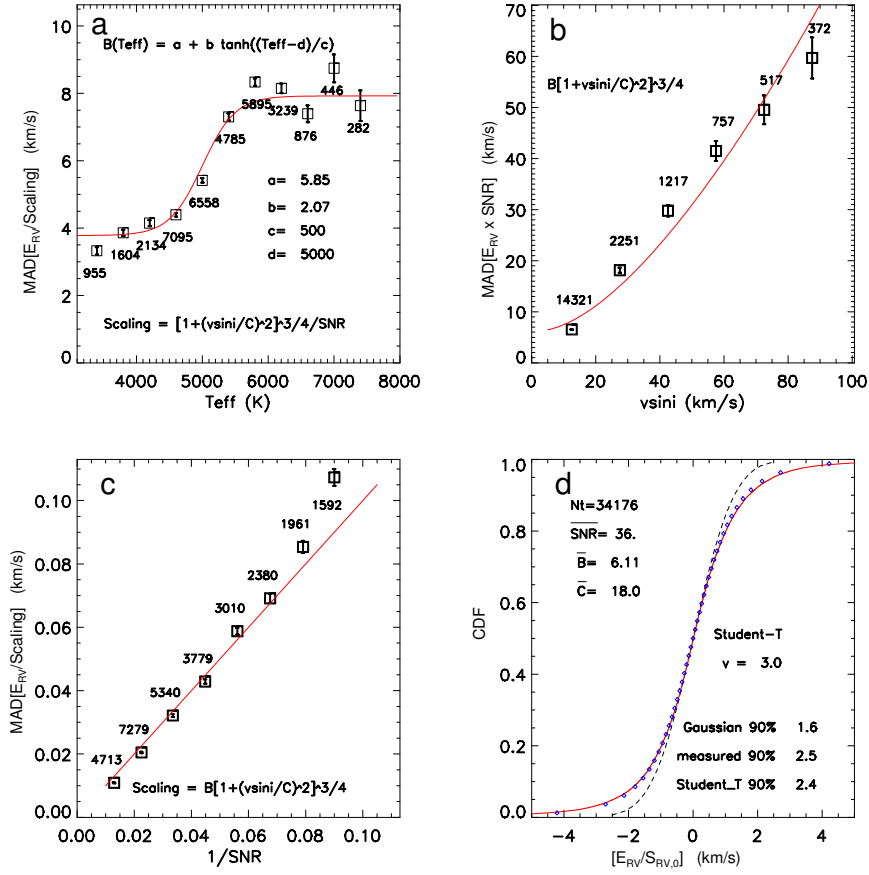 a
B(Teff) = a + b tanh((Teff-d)/c)
MAD[E_RV/Scaling] (km/s)
10
8
6
4
2
0
955
1604
2134
7095
6558
4785
5895
3239
876
446
282
a= 5.85
b= 2.07
c= 500
d= 5000
Scaling = [1+(vsini/C)^2]^3/4/SNR
4000 5000 6000 7000 8000
Teff (K)
b
B[1+vsini/C)^2]^3/4
MAD[E_RV x SNR] (km/s)
70
60
50
40
30
20
10
0
14321
2251
1217
757
517
372
0 20 40 60 80 100
vsini (km/s)
c
MAD[E_RV/Scaling] (km/s)
0.10
0.08
0.06
0.04
0.02
0.00
4713
7279
5340
3779
3010
2380
1961
1592
Scaling = B[1+(vsini/C)^2]^3/4
0.00 0.02 0.04 0.06 0.08 0.10
1/SNR
d
CDF
1.0
0.8
0.6
0.4
0.2
0.0
Nt=34176
SNR= 36.
B= 6.11
C= 18.0
Student-T
v = 3.0
Gaussian 90% 1.6
measured 90% 2.5
Student_T 90% 2.4
-4 -2 0 2 4
[E_RV/S_RV,0] (km/s)